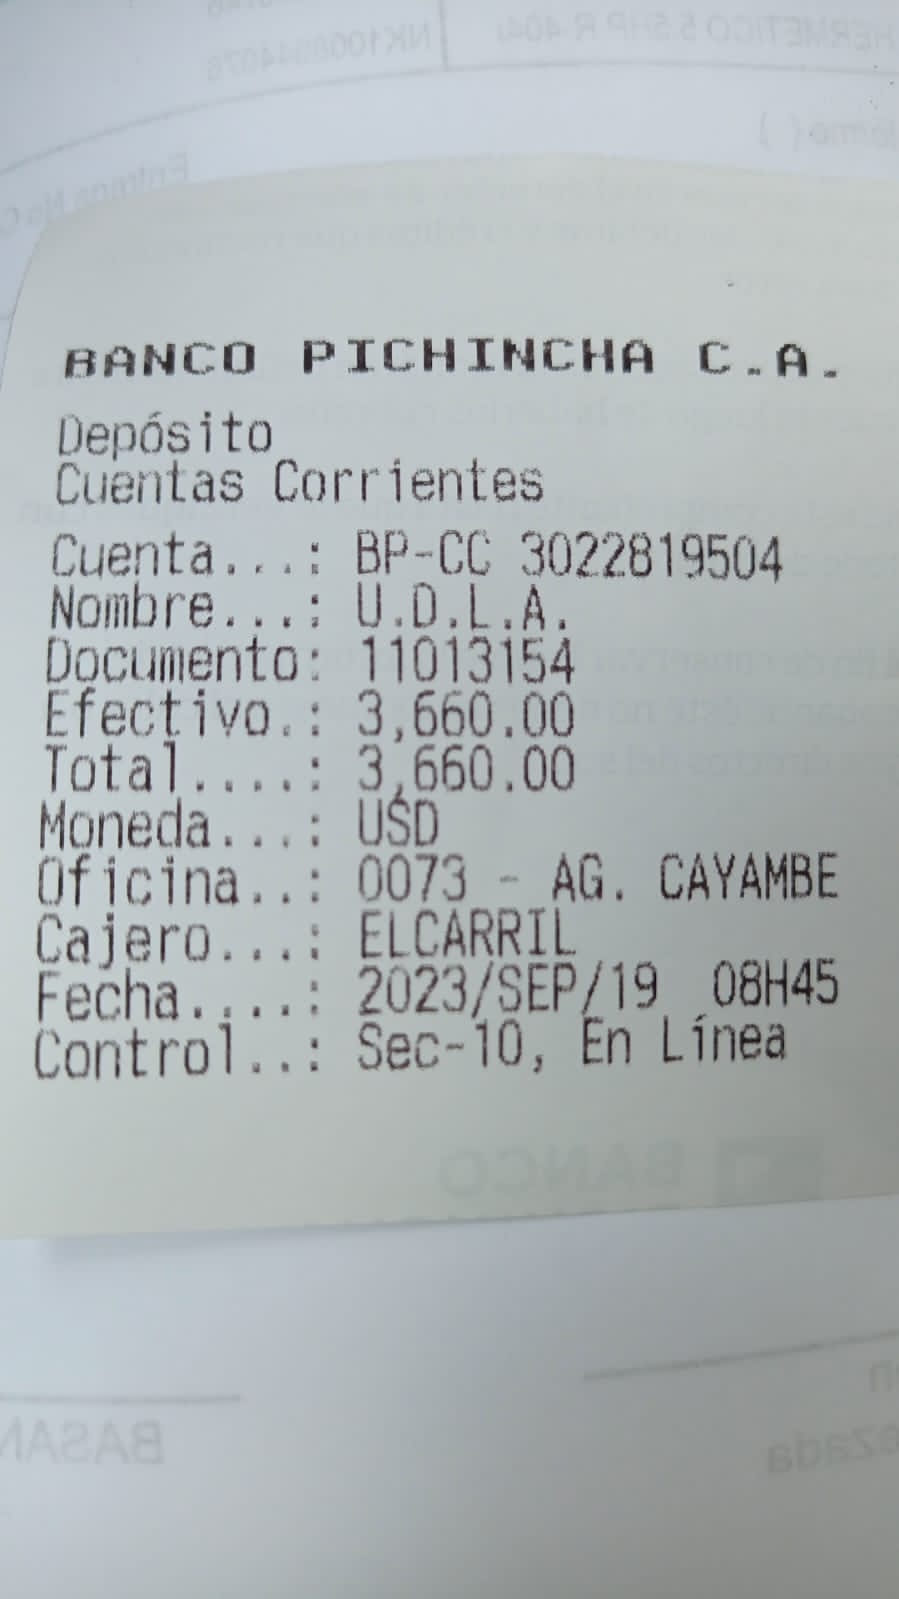 BANCO PICHINCHA C.A.
Depósito
Cuentas Corrientes
Cuenta...: BP-CC 3022819504
Nombre...: U.D.L.A.
Documento: 11013154
Efectivo.: 3,660.00
Total....: 3,660.00
Moneda...: USD
Oficina..: 0073 - AG. CAYAMBE
Cajero...: ELCARRIL
Fecha....: 2023/SEP/19 08H45
Control..: Sec-10, En Línea
BANCO